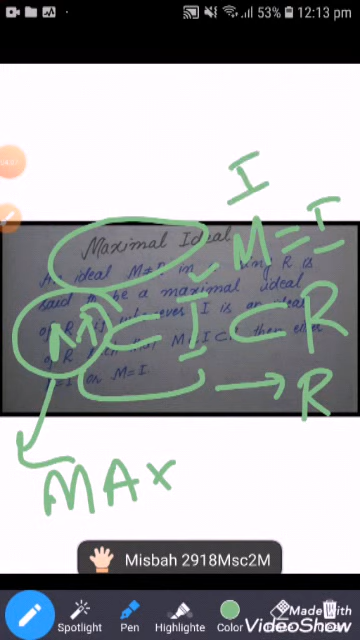 53% 12:13 pm
I
Maximal Ideal
M = I
An ideal M≠R in ring R is
said to be a maximal ideal
of R if whenever I is an ideal
of R such that M ⊂ I ⊂ then either
or M=I
M ⊂ I ⊂ R
→ R
MAX
Misbah 2918Msc2M
Spotlight Pen Highlighte Color
Made With
VideoShow